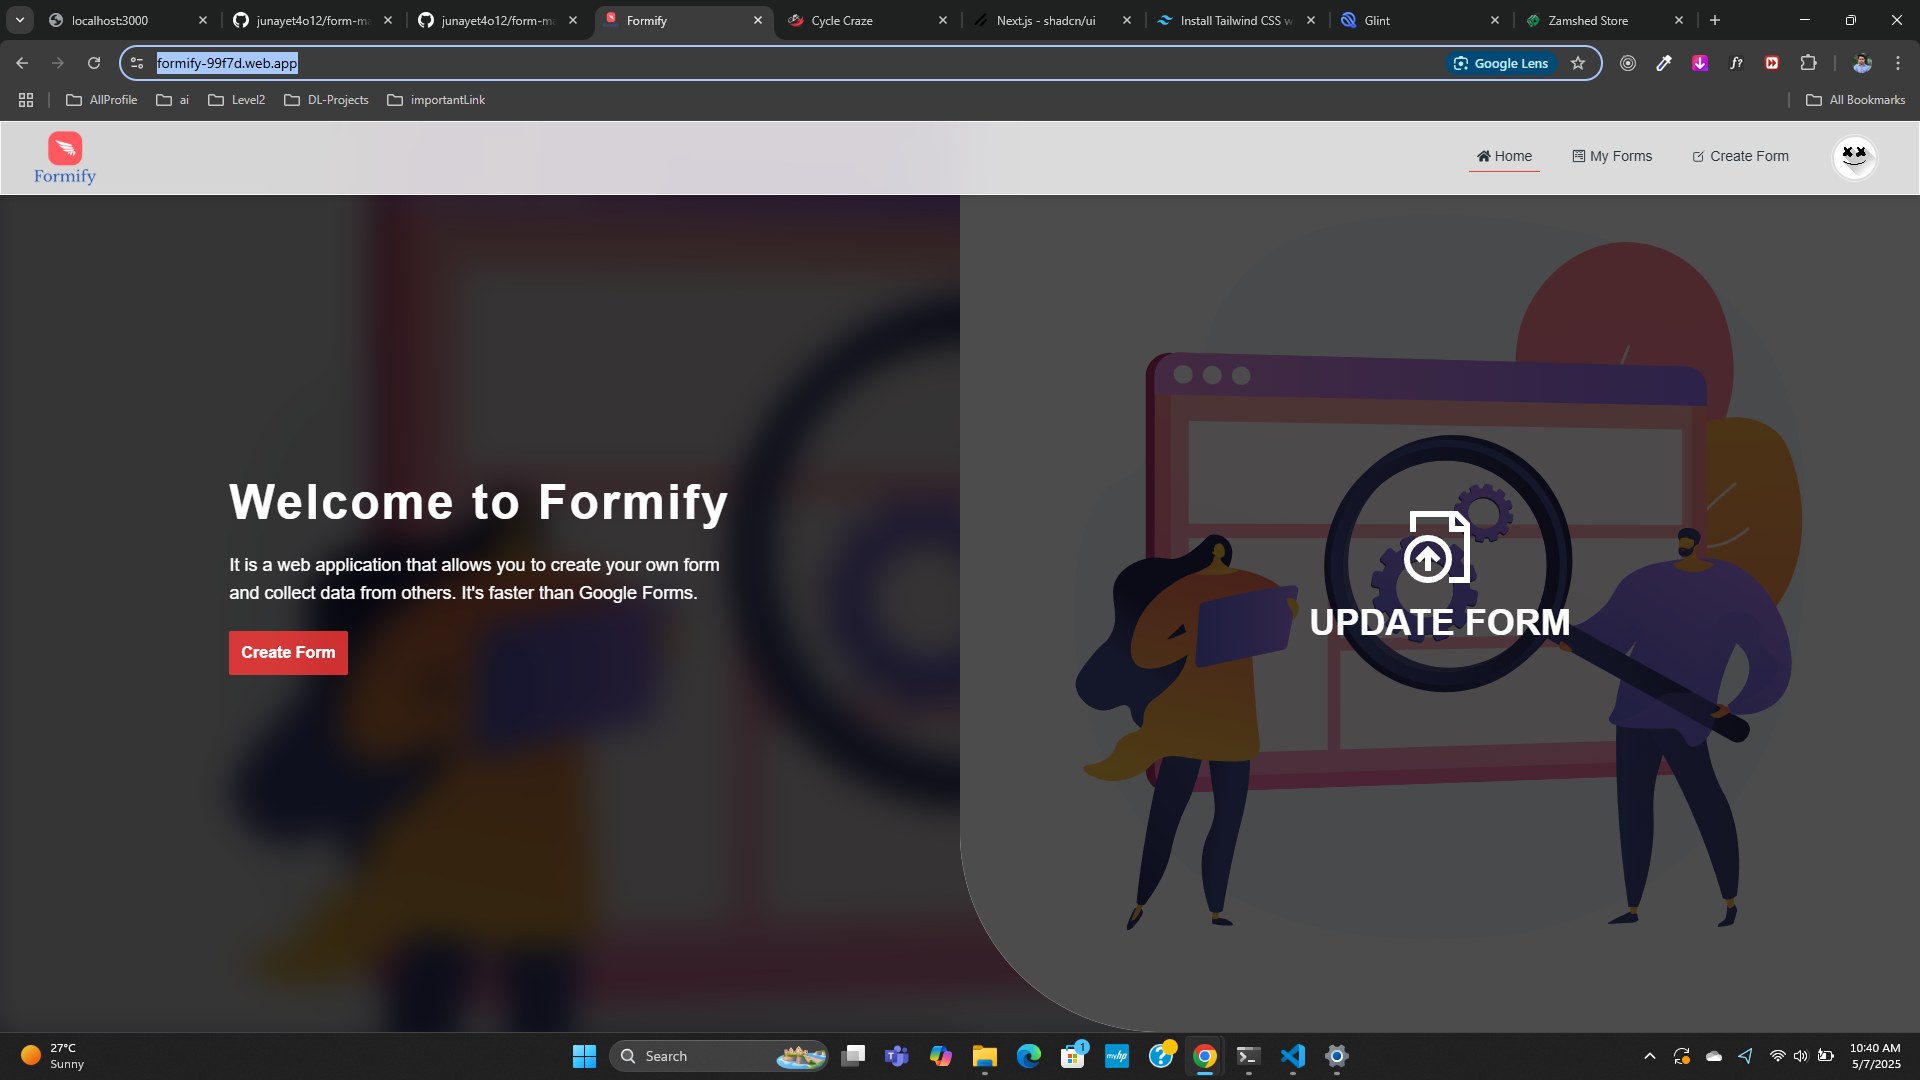 localhost:3000
junayet4o12/form-ma
junayet4o12/form-ma
Formify
Cycle Craze
Next.js - shadcn/ui
Install Tailwind CSS w
Glint
Zamshed Store
formify-99f7d.web.app
Google Lens
f?
AllProfile
ai
Level2
DL-Projects
importantLink
All Bookmarks
Formify
Home
My Forms
Create Form
Welcome to Formify
It is a web application that allows you to create your own form
and collect data from others. It's faster than Google Forms.
Create Form
UPDATE FORM
27°C
Sunny
Search
1
myhp
10:40 AM
5/7/2025